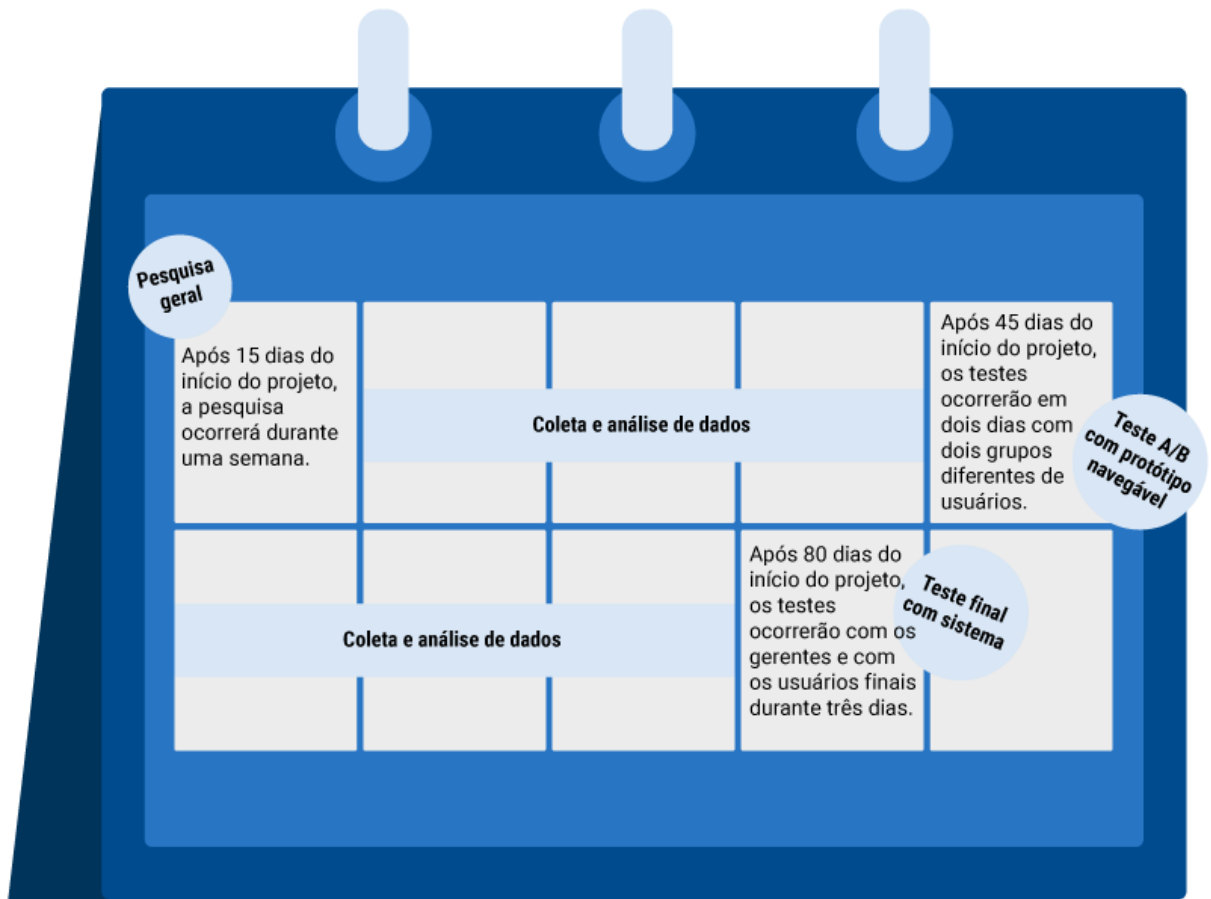 Pesquisa
geral
Após 15 dias do
início do projeto,
a pesquisa
ocorrerá durante
uma semana.
Coleta e análise de dados
Após 45 dias do
início do projeto,
os testes
ocorrerão em
dois dias com
dois grupos
diferentes de
usuários.
Teste A/B
com protótipo
navegável
Coleta e análise de dados
Após 80 dias do
início do projeto,
os testes
ocorrerão com os
gerentes e com
os usuários finais
durante três dias.
Teste final
com sistema